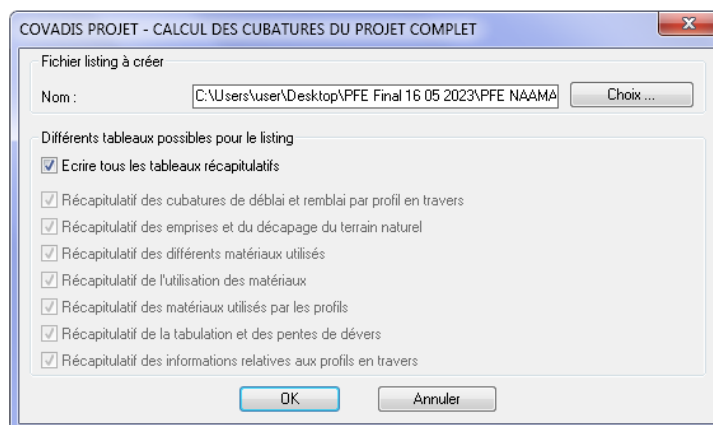 COVADIS PROJET - CALCUL DES CUBATURES DU PROJET COMPLET
Fichier listing à créer
Nom : C:\Users\user\Desktop\PFE Final 16 05 2023\PFE NAAMA Choix ...
Différents tableaux possibles pour le listing
Ecrire tous les tableaux récapitulatifs
Récapitulatif des cubatures de déblai et remblai par profil en travers
Récapitulatif des emprises et du décapage du terrain naturel
Récapitulatif des différents matériaux utilisés
Récapitulatif de l'utilisation des matériaux
Récapitulatif des matériaux utilisés par les profils
Récapitulatif de la tabulation et des pentes de dévers
Récapitulatif des informations relatives aux profils en travers
OK Annuler